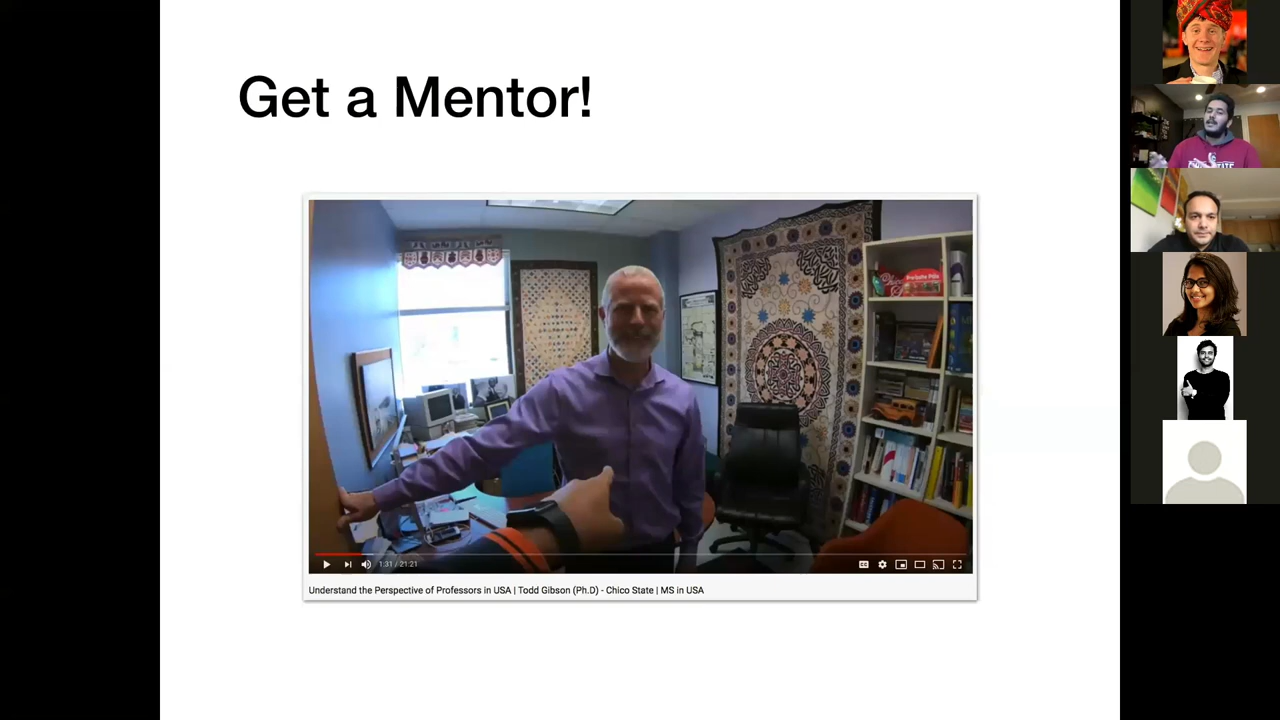 Get a Mentor!
1:31 / 21:21
Understand the Perspective of Professors in USA | Todd Gibson (Ph.D) - Chico State | MS in USA